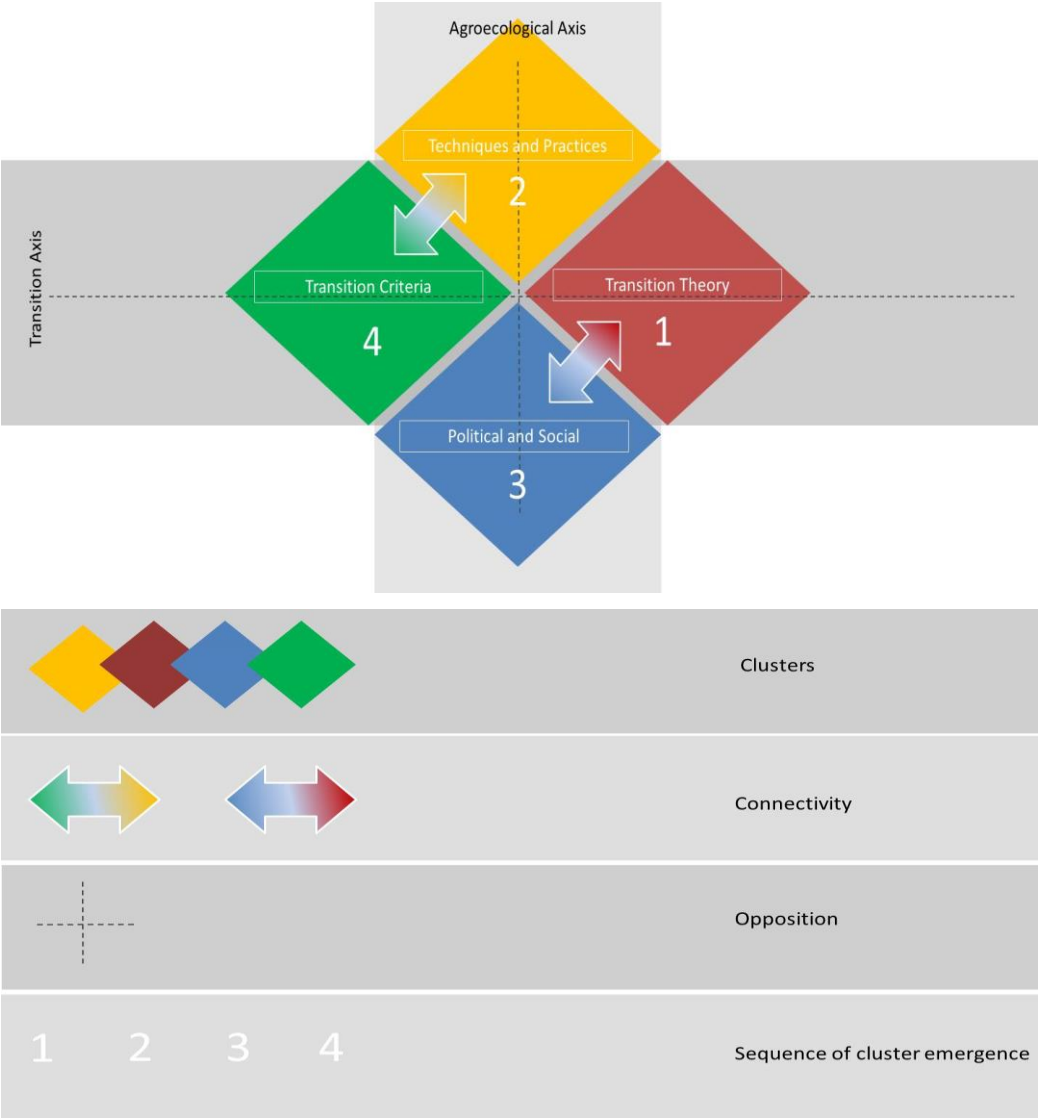 Agroecological Axis
Techniques and Practices
2
Transition Axis
Transition Criteria
4
Transition Theory
1
Political and Social
3
Clusters
Connectivity
Opposition
1 2 3 4
Sequence of cluster emergence